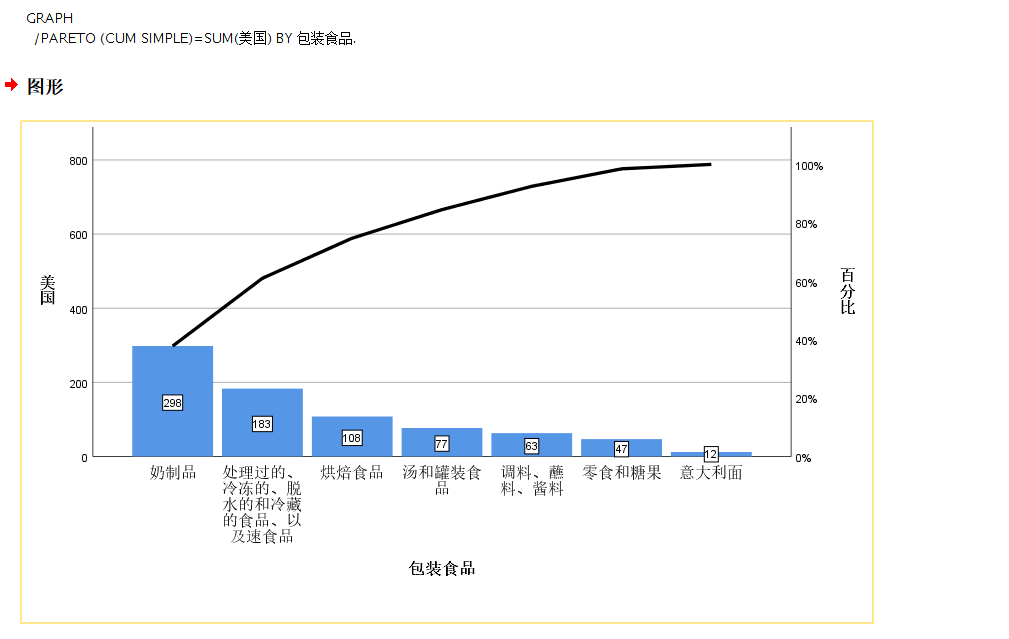 GRAPH
/PARETO (CUM SIMPLE)=SUM(美国) BY 包装食品.
图形
800
600
400
200
0
美国
100%
80%
60%
40%
20%
0%
百分比
298
183
108
77
63
47
12
奶制品
处理过的、
冷冻的、脱
水的和冷藏
的食品、以
及速食品
烘焙食品
汤和罐装食
品
调料、蘸
料、酱料
零食和糖果
意大利面
包装食品